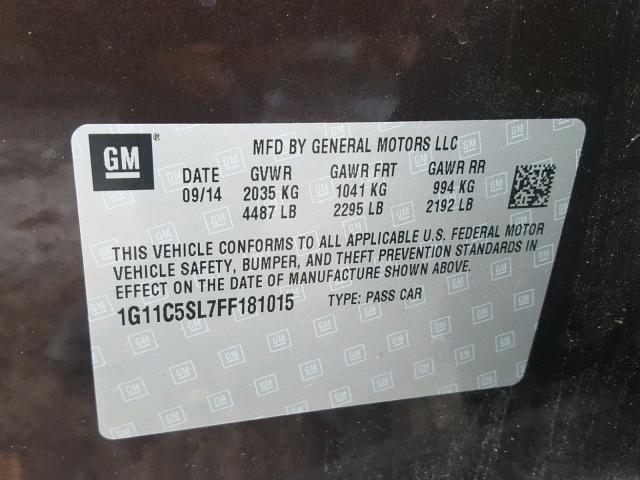 GM ® MFD BY GENERAL MOTORS LLC
DATE GVWR GAWR FRT GAWR RR
09/14 2035 KG 1041 KG 994 KG
4487 LB 2295 LB 2192 LB
THIS VEHICLE CONFORMS TO ALL APPLICABLE U.S. FEDERAL MOTOR
VEHICLE SAFETY, BUMPER, AND THEFT PREVENTION STANDARDS IN
EFFECT ON THE DATE OF MANUFACTURE SHOWN ABOVE.
1G11C5SL7FF181015 TYPE: PASS CAR